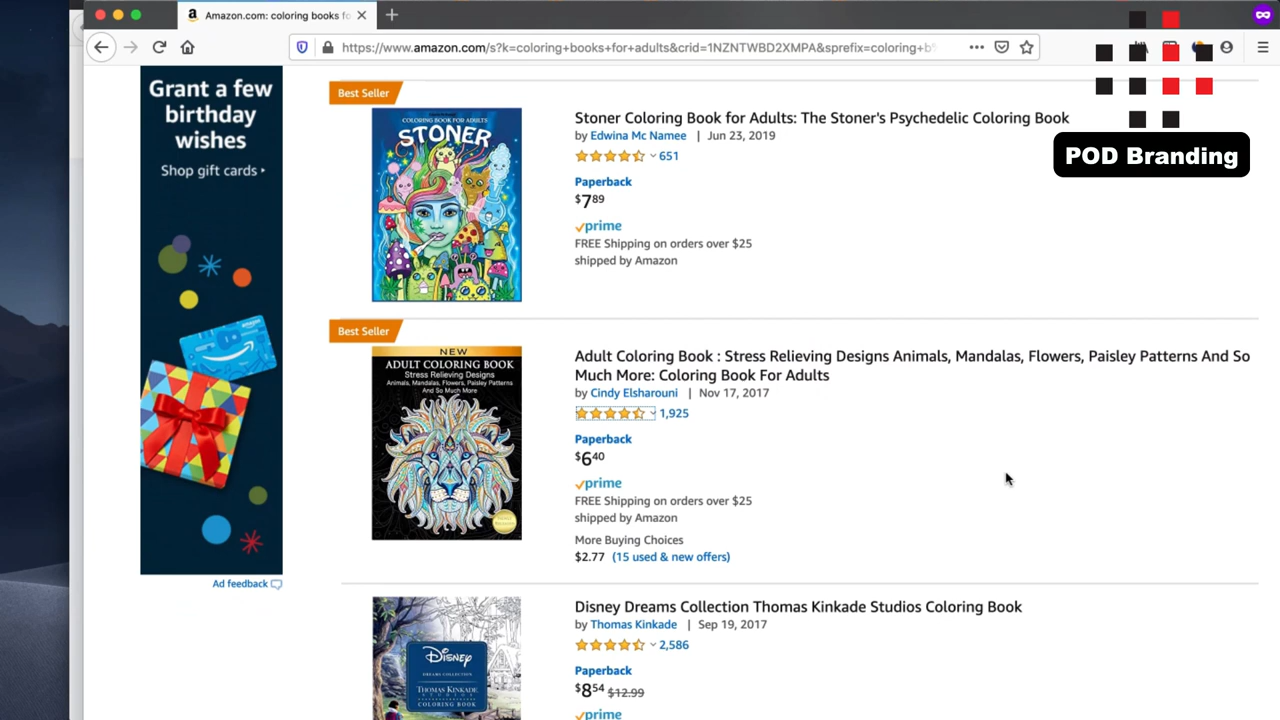 Amazon.com: coloring books fo
https://www.amazon.com/s?k=coloring+books+for+adults&crid=1NZNTWBD2XMPA&sprefix=coloring+b%
POD Branding
Grant a few
birthday
wishes
Shop gift cards
Ad feedback
Best Seller
COLORING BOOK FOR ADULTS
STONER
Stoner Coloring Book for Adults: The Stoner's Psychedelic Coloring Book
by Edwina Mc Namee | Jun 23, 2019
651
Paperback
$789
prime
FREE Shipping on orders over $25
shipped by Amazon
Best Seller
NEW
ADULT COLORING BOOK
Stress Relieving Designs
Animals, Mandalas, Flowers, Paisley Patterns
And So Much More
Adult Coloring Book : Stress Relieving Designs Animals, Mandalas, Flowers, Paisley Patterns And So
Much More: Coloring Book For Adults
by Cindy Elsharouni | Nov 17, 2017
1,925
Paperback
$640
prime
FREE Shipping on orders over $25
shipped by Amazon
More Buying Choices
$2.77 (15 used & new offers)
Disney
DREAMS COLLECTION
THOMAS KINKADE
STUDIOS
COLORING BOOK
Disney Dreams Collection Thomas Kinkade Studios Coloring Book
by Thomas Kinkade | Sep 19, 2017
2,586
Paperback
$854 $12.99
prime